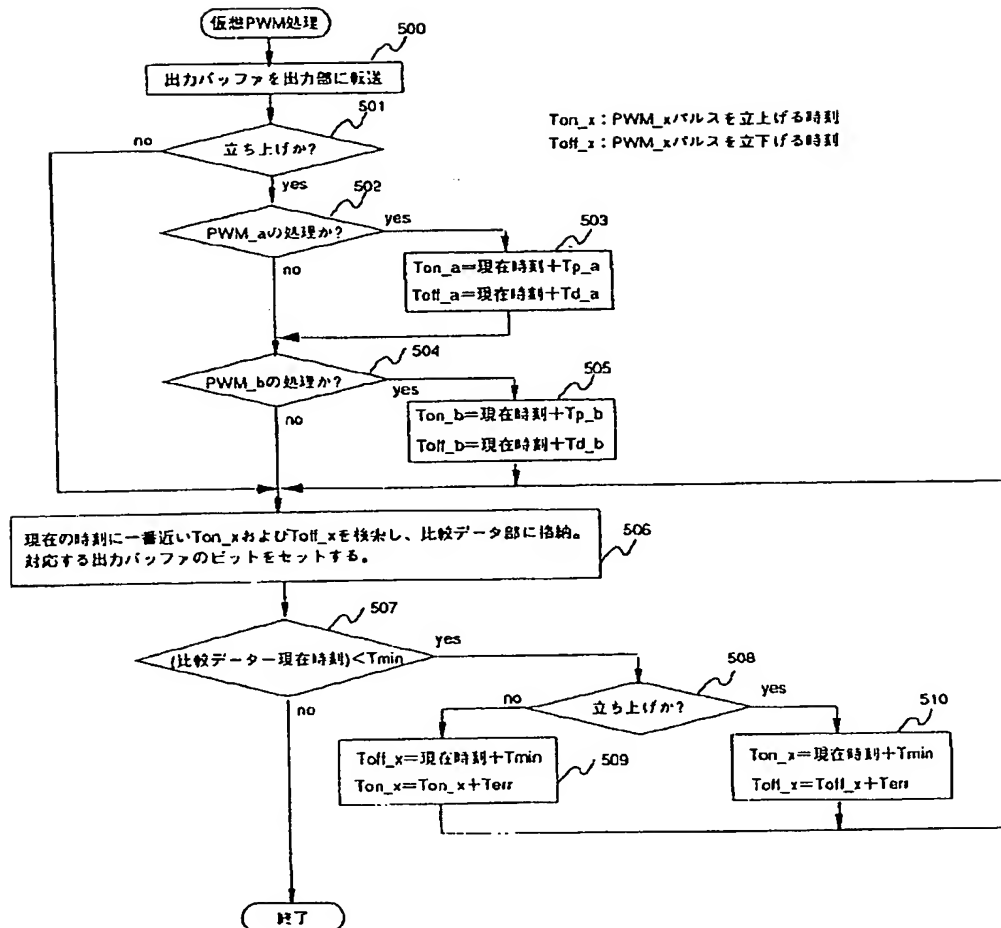 仮想PWM処理
500
出力バッファを出力部に転送
501
Ton_x：PWM_xパルスを立上げる時刻
Toff_x：PWM_xパルスを立下げる時刻
no
立ち上げか？
yes
502
PWM_aの処理か？
yes
503
no
Ton_a＝現在時刻＋Tp_a
Toff_a＝現在時刻＋Td_a
504
PWM_bの処理か？
yes
505
no
Ton_b＝現在時刻＋Tp_b
Toff_b＝現在時刻＋Td_b
現在の時刻に一番近いTon_xおよびToff_xを検索し、比較データ部に格納。
対応する出力バッファのビットをセットする。
506
507
(比較データー現在時刻)＜Tmin
yes
no
508
no
立ち上げか？
yes
510
Toff_x＝現在時刻＋Tmin
Ton_x＝Ton_x＋Terr
509
Ton_x＝現在時刻＋Tmin
Toff_x＝Toff_x＋Terr
終了